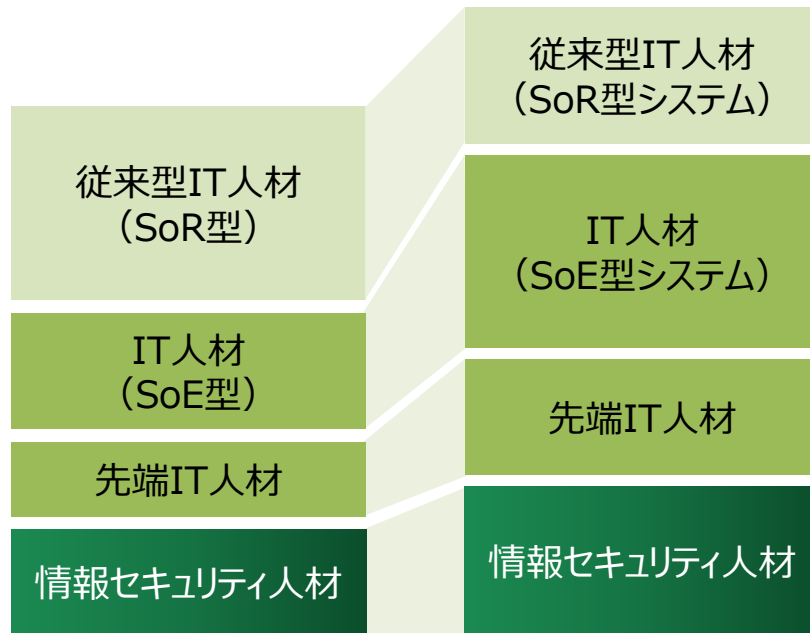 従来型IT人材
（SoR型）
IT人材
（SoE型）
先端IT人材
情報セキュリティ人材
従来型IT人材
（SoR型システム）
IT人材
（SoE型システム）
先端IT人材
情報セキュリティ人材